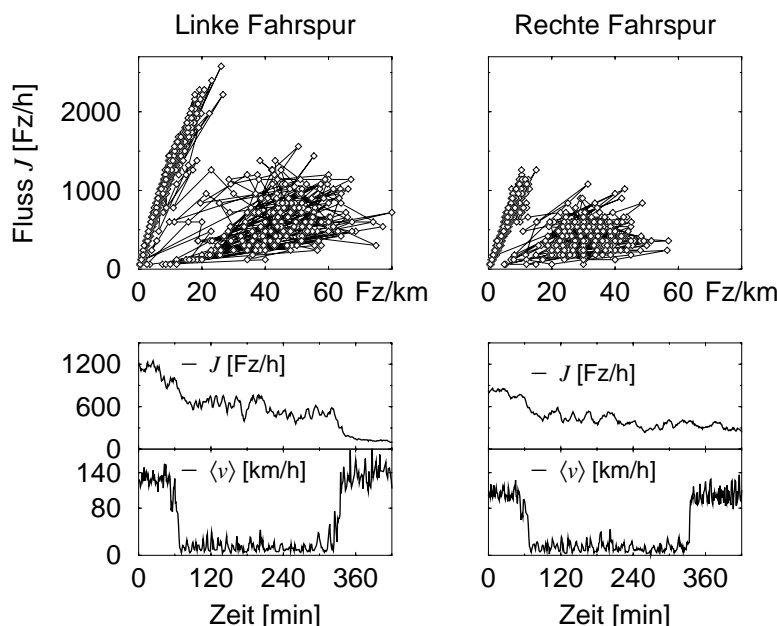 Linke Fahrspur
Rechte Fahrspur
Fluss J [Fz/h]
2000
1000
0
0 20 40 60 Fz/km
0 20 40 60 Fz/km
1200
600
0
– J [Fz/h]
– J [Fz/h]
140
80
0
– ⟨v⟩ [km/h]
– ⟨v⟩ [km/h]
0 120 240 360
0 120 240 360
Zeit [min]
Zeit [min]